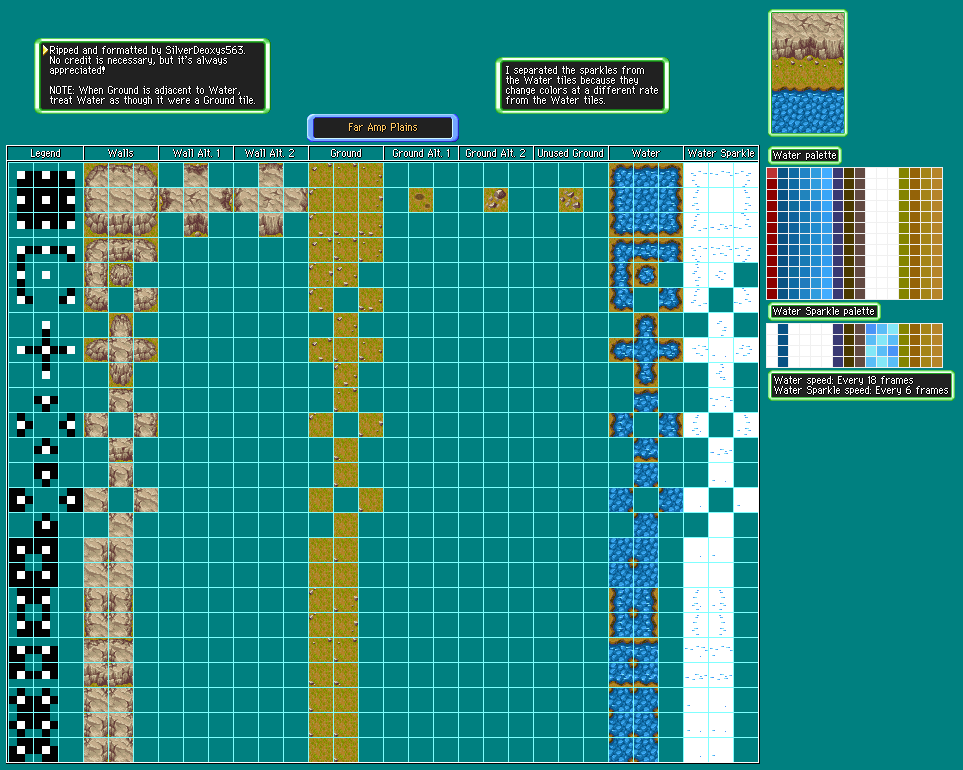 Ripped and formatted by SilverDeoxys563.
No credit is necessary, but it's always
appreciated!
NOTE: When Ground is adjacent to Water,
treat Water as though it were a Ground tile.
I separated the sparkles from
the Water tiles because they
change colors at a different rate
from the Water tiles.
Far Amp Plains
Legend
Walls
Wall Alt. 1
Wall Alt. 2
Ground
Ground Alt. 1
Ground Alt. 2
Unused Ground
Water
Water Sparkle
Water palette
Water Sparkle palette
Water speed: Every 18 frames
Water Sparkle speed: Every 6 frames